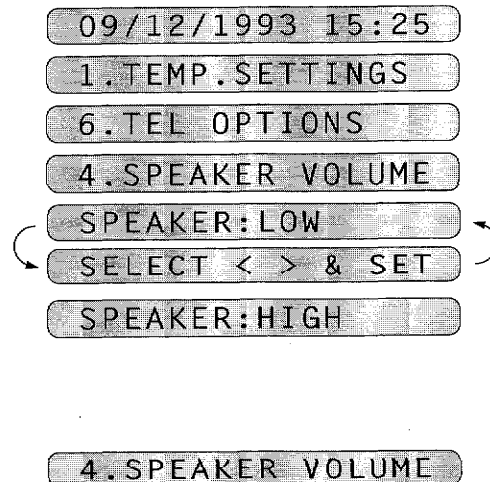 09/12/1993 15:25
1.TEMP.SETTINGS
6.TEL OPTIONS
4.SPEAKER VOLUME
SPEAKER:LOW
SELECT < > & SET
SPEAKER:HIGH
4.SPEAKER VOLUME